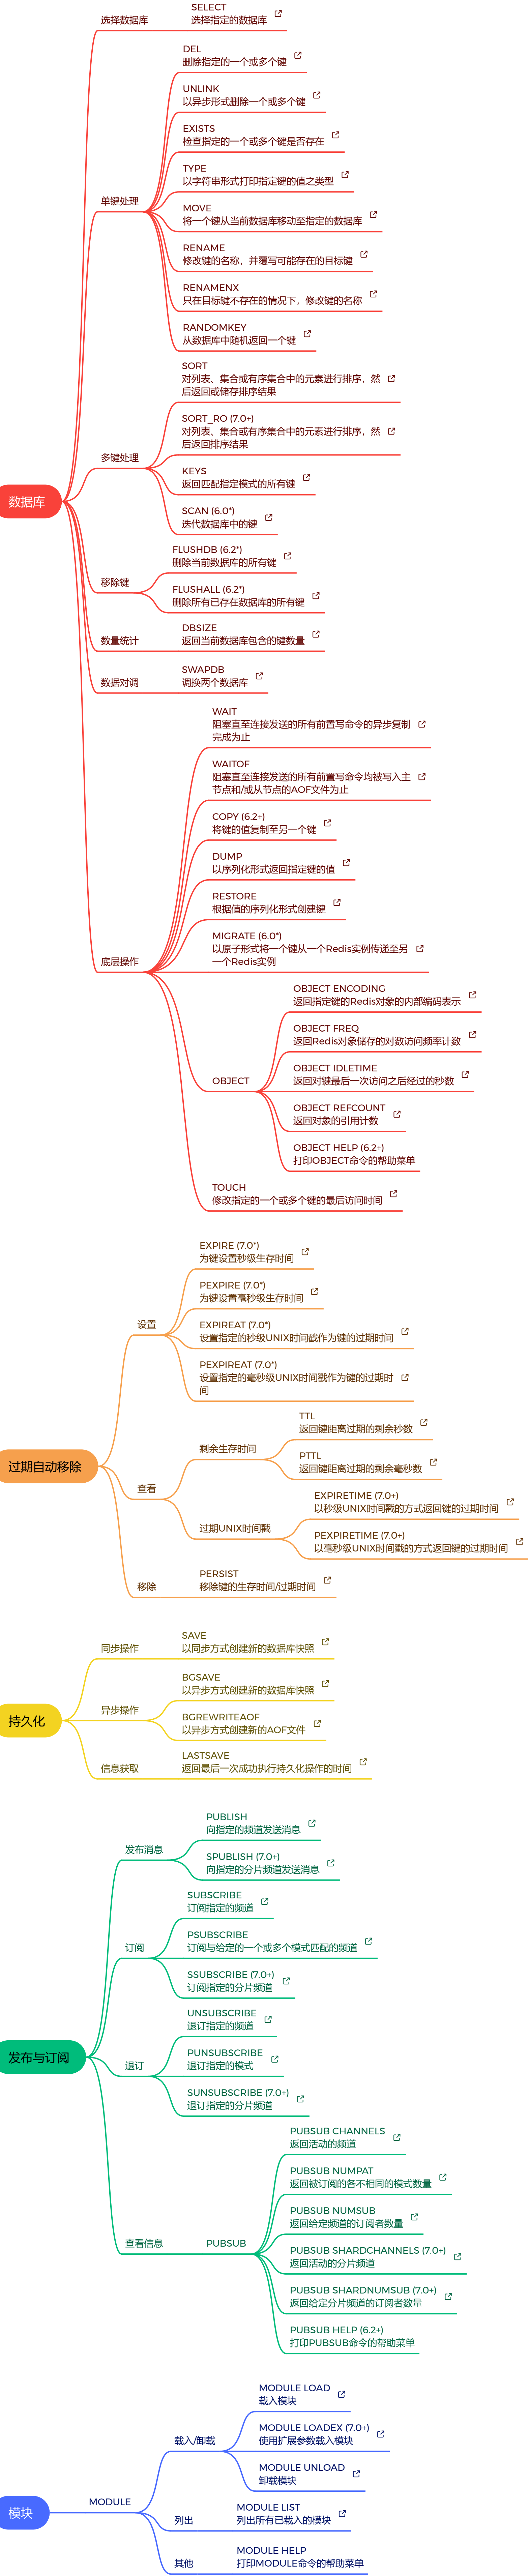 数据库
选择数据库
SELECT
选择指定的数据库
单键处理
DEL
删除指定的一个或多个键
UNLINK
以异步形式删除一个或多个键
EXISTS
检查指定的一个或多个键是否存在
TYPE
以字符串形式打印指定键的值之类型
MOVE
将一个键从当前数据库移动至指定的数据库
RENAME
修改键的名称，并覆写可能存在的目标键
RENAMENX
只在目标键不存在的情况下，修改键的名称
RANDOMKEY
从数据库中随机返回一个键
多键处理
SORT
对列表、集合或有序集合中的元素进行排序，然
后返回或储存排序结果
SORT_RO (7.0+)
对列表、集合或有序集合中的元素进行排序，然
后返回排序结果
KEYS
返回匹配指定模式的所有键
SCAN (6.0*)
迭代数据库中的键
移除键
FLUSHDB (6.2*)
删除当前数据库的所有键
FLUSHALL (6.2*)
删除所有已存在数据库的所有键
数量统计
DBSIZE
返回当前数据库包含的键数量
数据对调
SWAPDB
调换两个数据库
底层操作
WAIT
阻塞直至连接发送的所有前置写命令的异步复制
完成为止
WAITOF
阻塞直至连接发送的所有前置写命令均被写入主
节点和/或从节点的AOF文件为止
COPY (6.2+)
将键的值复制至另一个键
DUMP
以序列化形式返回指定键的值
RESTORE
根据值的序列化形式创建键
MIGRATE (6.0*)
以原子形式将一个键从一个Redis实例传递至另
一个Redis实例
OBJECT
OBJECT ENCODING
返回指定键的Redis对象的内部编码表示
OBJECT FREQ
返回Redis对象储存的对数访问频率计数
OBJECT IDLETIME
返回对键最后一次访问之后经过的秒数
OBJECT REFCOUNT
返回对象的引用计数
OBJECT HELP (6.2+)
打印OBJECT命令的帮助菜单
TOUCH
修改指定的一个或多个键的最后访问时间
过期自动移除
设置
EXPIRE (7.0*)
为键设置秒级生存时间
PEXPIRE (7.0*)
为键设置毫秒级生存时间
EXPIREAT (7.0*)
设置指定的秒级UNIX时间戳作为键的过期时间
PEXPIREAT (7.0*)
设置指定的毫秒级UNIX时间戳作为键的过期时
间
查看
剩余生存时间
TTL
返回键距离过期的剩余秒数
PTTL
返回键距离过期的剩余毫秒数
过期UNIX时间戳
EXPIRETIME (7.0+)
以秒级UNIX时间戳的方式返回键的过期时间
PEXPIRETIME (7.0+)
以毫秒级UNIX时间戳的方式返回键的过期时间
移除
PERSIST
移除键的生存时间/过期时间
持久化
同步操作
SAVE
以同步方式创建新的数据库快照
异步操作
BGSAVE
以异步方式创建新的数据库快照
BGREWRITEAOF
以异步方式创建新的AOF文件
信息获取
LASTSAVE
返回最后一次成功执行持久化操作的时间
发布与订阅
发布消息
PUBLISH
向指定的频道发送消息
SPUBLISH (7.0+)
向指定的分片频道发送消息
订阅
SUBSCRIBE
订阅指定的频道
PSUBSCRIBE
订阅与给定的一个或多个模式匹配的频道
SSUBSCRIBE (7.0+)
订阅指定的分片频道
退订
UNSUBSCRIBE
退订指定的频道
PUNSUBSCRIBE
退订指定的模式
SUNSUBSCRIBE (7.0+)
退订指定的分片频道
查看信息
PUBSUB
PUBSUB CHANNELS
返回活动的频道
PUBSUB NUMPAT
返回被订阅的各不相同的模式数量
PUBSUB NUMSUB
返回给定频道的订阅者数量
PUBSUB SHARDCHANNELS (7.0+)
返回活动的分片频道
PUBSUB SHARDNUMSUB (7.0+)
返回给定分片频道的订阅者数量
PUBSUB HELP (6.2+)
打印PUBSUB命令的帮助菜单
模块
MODULE
载入/卸载
MODULE LOAD
载入模块
MODULE LOADEX (7.0+)
使用扩展参数载入模块
MODULE UNLOAD
卸载模块
列出
MODULE LIST
列出所有已载入的模块
其他
MODULE HELP
打印MODULE命令的帮助菜单